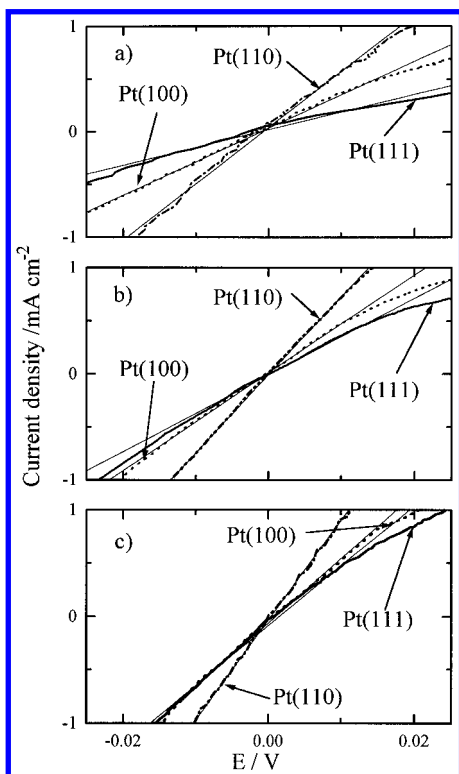 a)
1
Pt(110)
Pt(100)
0
Pt(111)
-1
b)
1
Pt(110)
Pt(100)
0
Pt(111)
-1
c)
1
Pt(100)
0
Pt(111)
Pt(110)
-1
-0.02 0.00 0.02
E / V
Current density /mA cm⁻²